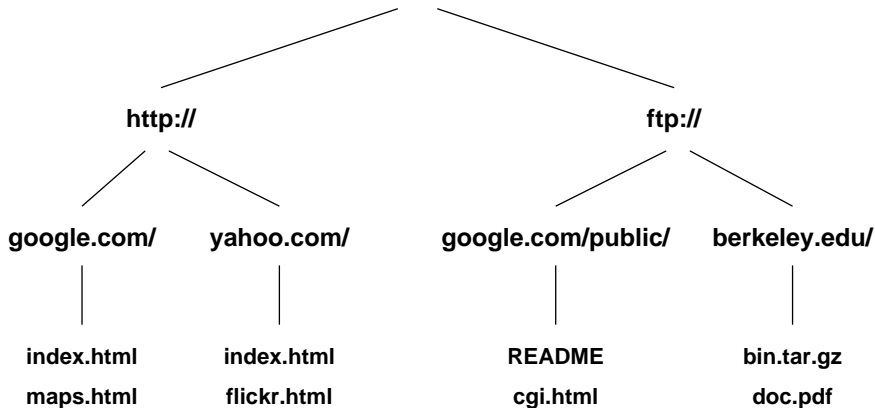 http:// ftp://
google.com/ yahoo.com/ google.com/public/ berkeley.edu/
index.html index.html README bin.tar.gz
maps.html flickr.html cgi.html doc.pdf